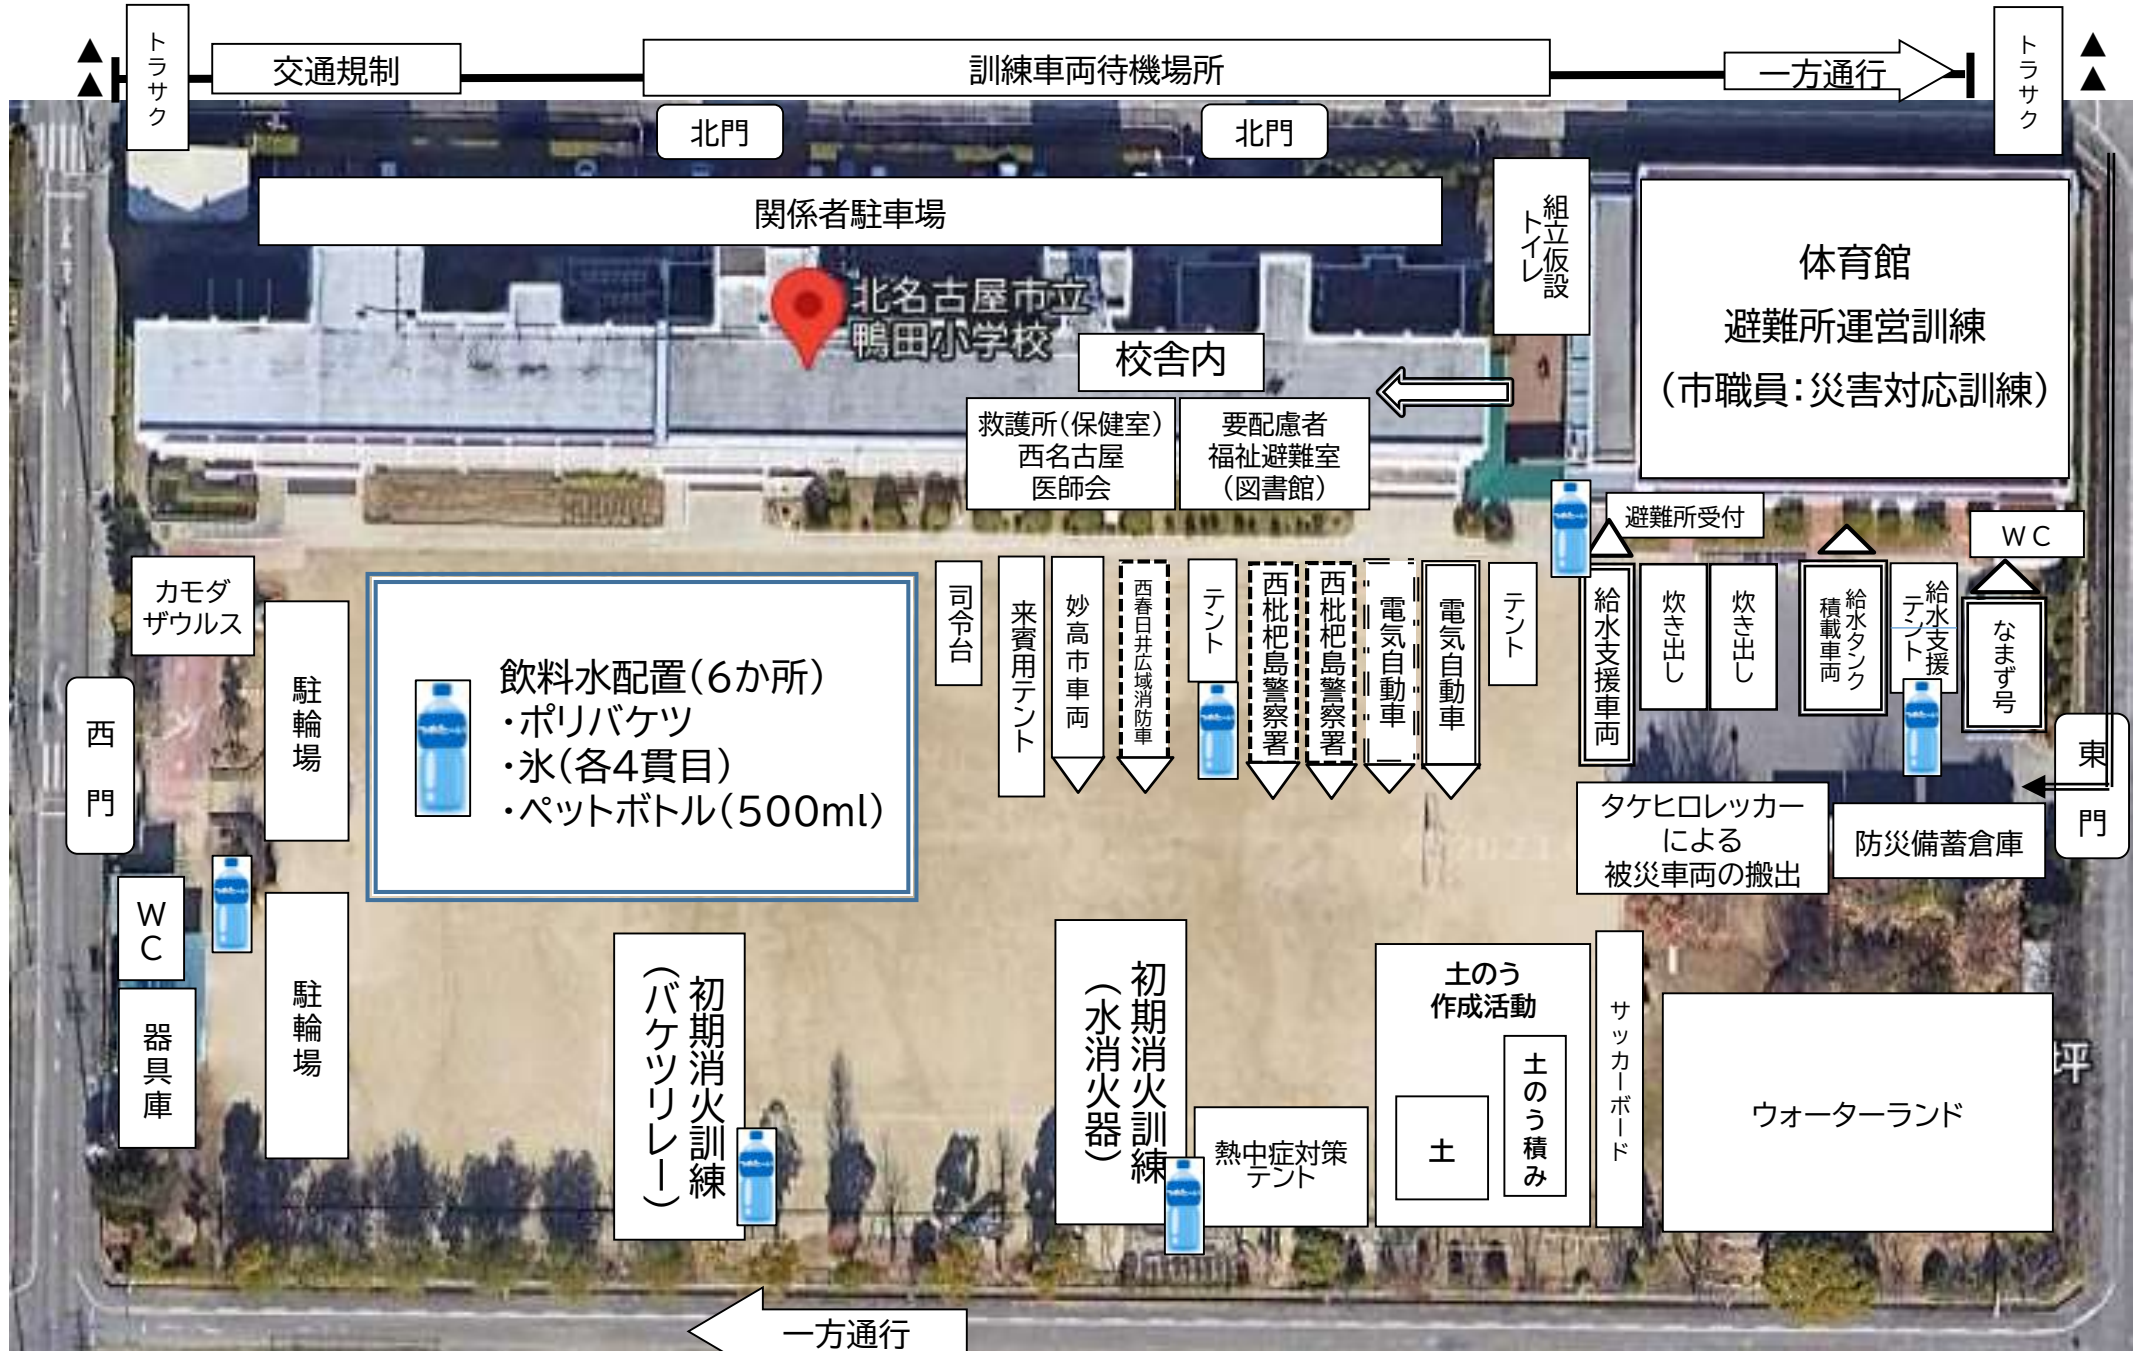 トラサク
交通規制
訓練車両待機場所
一方通行
トラサク
北門
北門
関係者駐車場
組立仮設
トイレ
体育館
避難所運営訓練
（市職員：災害対応訓練）
北名古屋市立
鴨田小学校
校舎内
救護所（保健室）
西名古屋
医師会
要配慮者
福祉避難室
（図書館）
避難所受付
WC
カモダ
ザウルス
駐輪場
飲料水配置（6か所）
・ポリバケツ
・氷（各4貫目）
・ペットボトル（500ml）
司令台
来賓用テント
妙高市車両
西春日井広域消防車
テント
西枇杷島警察署
西枇杷島警察署
電気自動車
電気自動車
テント
給水支援車両
炊き出し
炊き出し
給水タンク
積載車両
給水支援
テント
なまず号
西門
東門
タケヒロレッカー
による
被災車両の搬出
防災備蓄倉庫
WC
器具庫
駐輪場
初期消火訓練
（バケツリレー）
初期消火訓練
（水消火器）
熱中症対策
テント
土のう
作成活動
土
土のう積み
サッカーボード
ウォーターランド
坪
一方通行